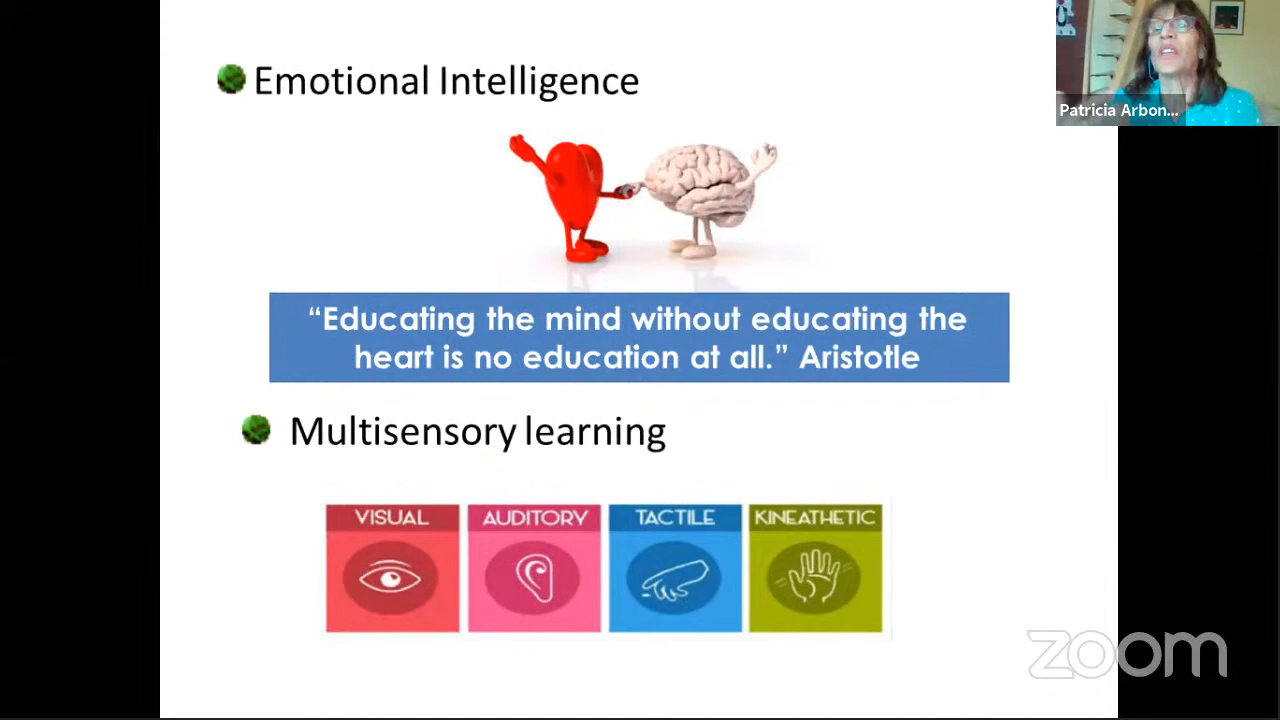 Emotional Intelligence
Patricia Arbon...
“Educating the mind without educating the
heart is no education at all.” Aristotle
Multisensory learning
VISUAL AUDITORY TACTILE KINEATHETIC
zoom